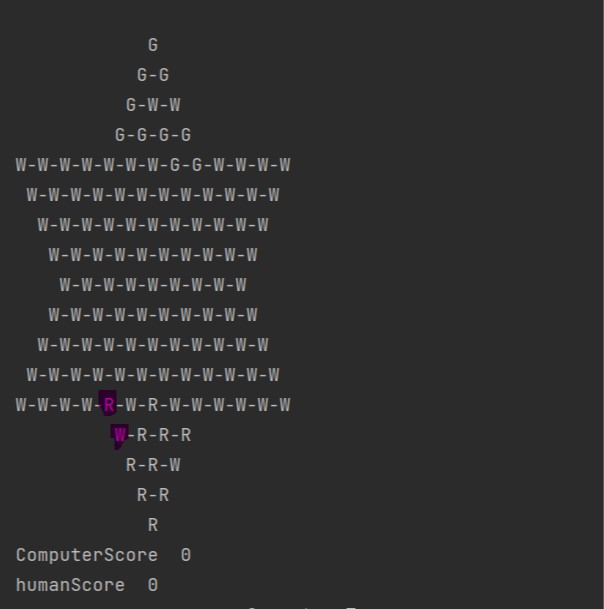 G
G-G
G-W-W
G-G-G-G
W-W-W-W-W-W-W-G-G-W-W-W-W
W-W-W-W-W-W-W-W-W-W-W-W
W-W-W-W-W-W-W-W-W-W-W
W-W-W-W-W-W-W-W-W-W
W-W-W-W-W-W-W-W-W
W-W-W-W-W-W-W-W-W-W
W-W-W-W-W-W-W-W-W-W-W
W-W-W-W-W-W-W-W-W-W-W-W
W-W-W-W-R-W-R-W-W-W-W-W-W
W-R-R-R
R-R-W
R-R
R
ComputerScore 0
humanScore 0